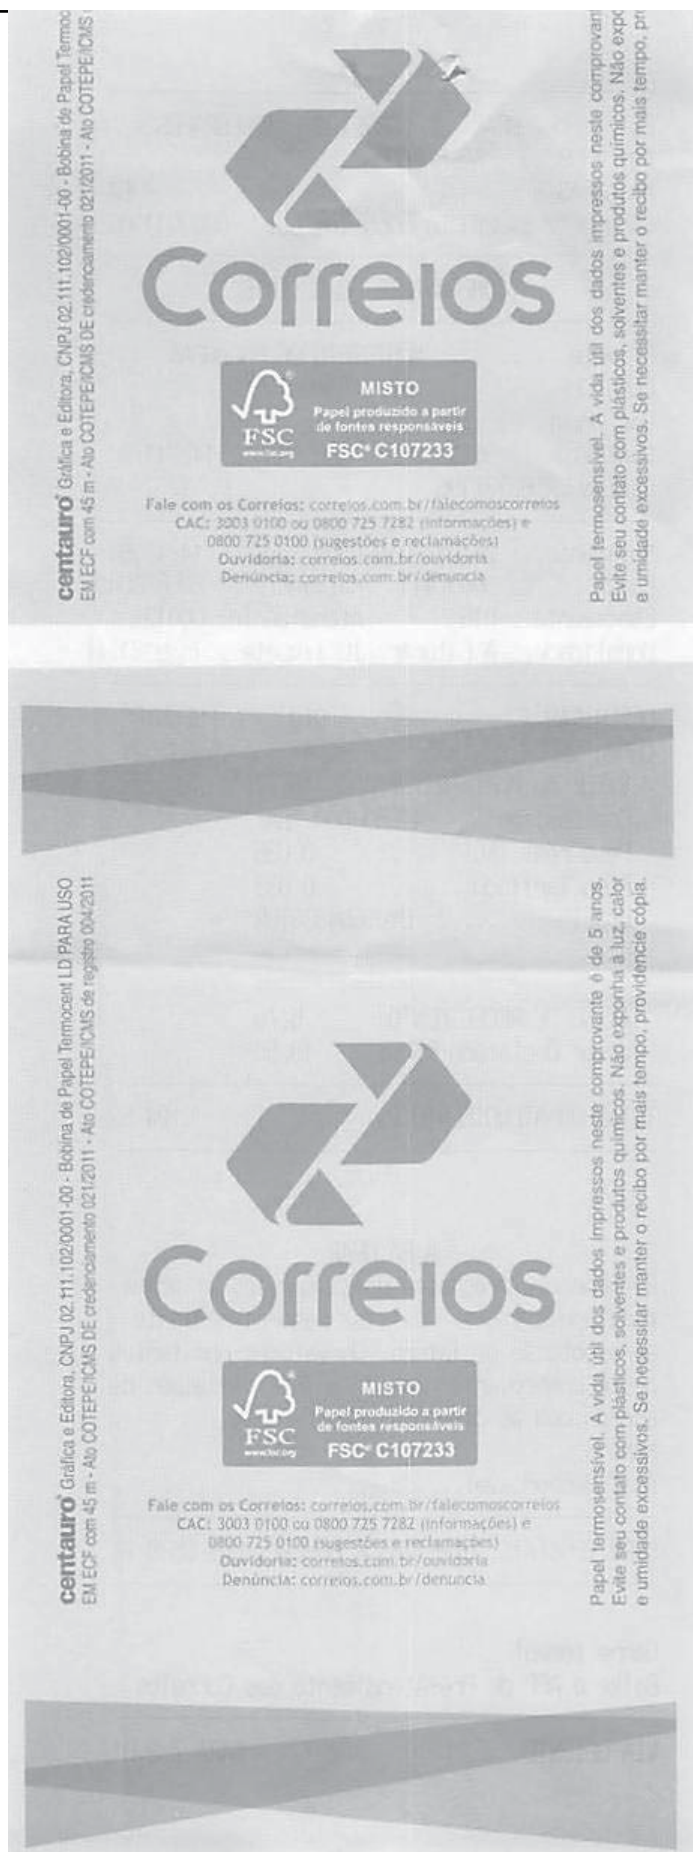 centauro® Gráfica e Editora, CNPJ 02.111.102/0001-00 - Bobina de Papel Termoc
EM ECF com 45 m - Ato COTEPE/ICMS DE credenciamento 021/2011 - Ato COTEPE/ICMS
Correios
FSC
www.fsc.org
MISTO
Papel produzido a partir
de fontes responsáveis
FSC® C107233
Fale com os Correios: correios.com.br/falecomoscorreios
CAC: 3003 0100 ou 0800 725 7282 (informações) e
0800 725 0100 (sugestões e reclamações)
Ouvidoria: correios.com.br/ouvidoria
Denúncia: correios.com.br/denuncia
Papel termosensível. A vida útil dos dados impressos neste comprovan
Evite seu contato com plásticos, solventes e produtos químicos. Não expo
e umidade excessivos. Se necessitar manter o recibo por mais tempo, pr
centauro® Gráfica e Editora, CNPJ 02.111.102/0001-00 - Bobina de Papel Termocent LD PARA USO
EM ECF com 45 m - Ato COTEPE/ICMS DE credenciamento 021/2011 - Ato COTEPE/ICMS de registro 004/2011
Correios
FSC
www.fsc.org
MISTO
Papel produzido a partir
de fontes responsáveis
FSC® C107233
Fale com os Correios: correios.com.br/falecomoscorreios
CAC: 3003 0100 ou 0800 725 7282 (informações) e
0800 725 0100 (sugestões e reclamações)
Ouvidoria: correios.com.br/ouvidoria
Denúncia: correios.com.br/denuncia
Papel termosensível. A vida útil dos dados impressos neste comprovante é de 5 anos.
Evite seu contato com plásticos, solventes e produtos químicos. Não exponha à luz, calor
e umidade excessivos. Se necessitar manter o recibo por mais tempo, providencie cópia.